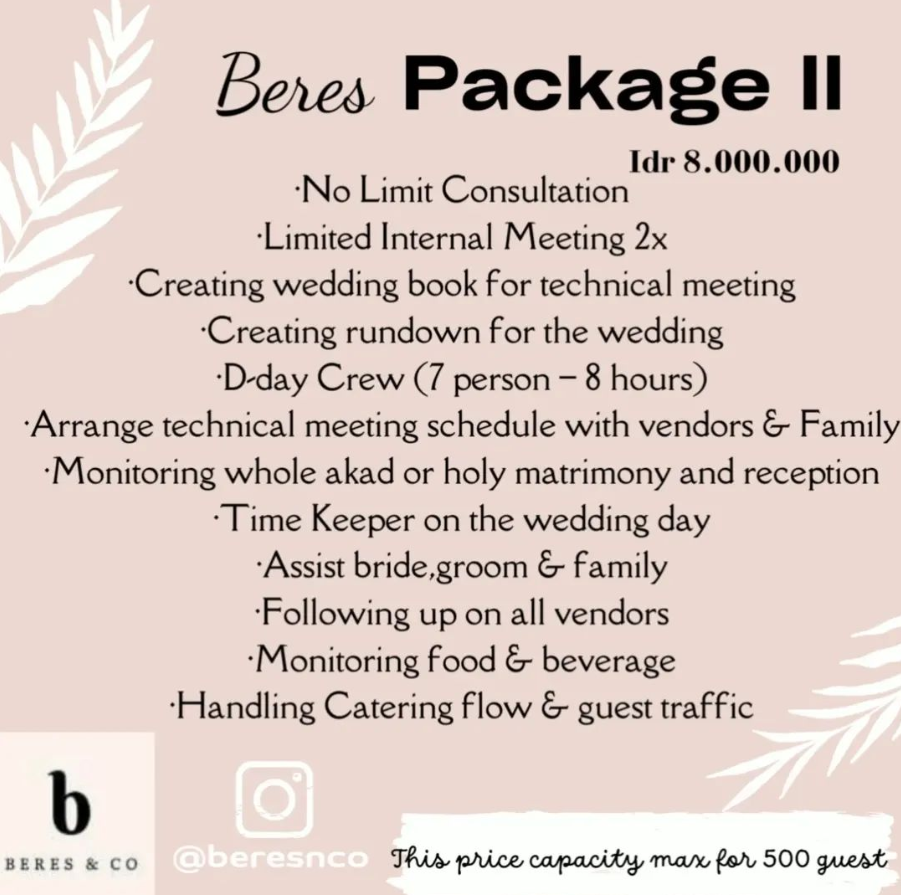 Beres Package II
Idr 8.000.000
·No Limit Consultation
·Limited Internal Meeting 2x
·Creating wedding book for technical meeting
·Creating rundown for the wedding
·D-day Crew (7 person – 8 hours)
·Arrange technical meeting schedule with vendors & Family
·Monitoring whole akad or holy matrimony and reception
·Time Keeper on the wedding day
·Assist bride,groom & family
·Following up on all vendors
·Monitoring food & beverage
·Handling Catering flow & guest traffic
b
BERES & CO
@beresnco
This price capacity max for 500 guest